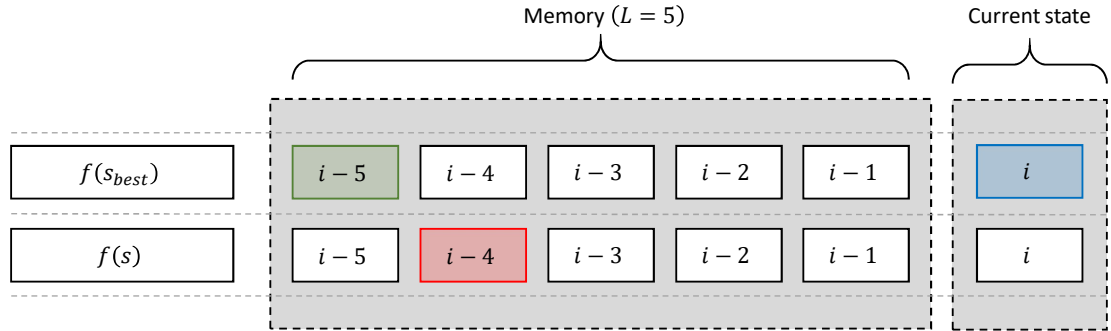 Memory (L = 5) Current state
f(s_best) i − 5 i − 4 i − 3 i − 2 i − 1 i
f(s) i − 5 i − 4 i − 3 i − 2 i − 1 i